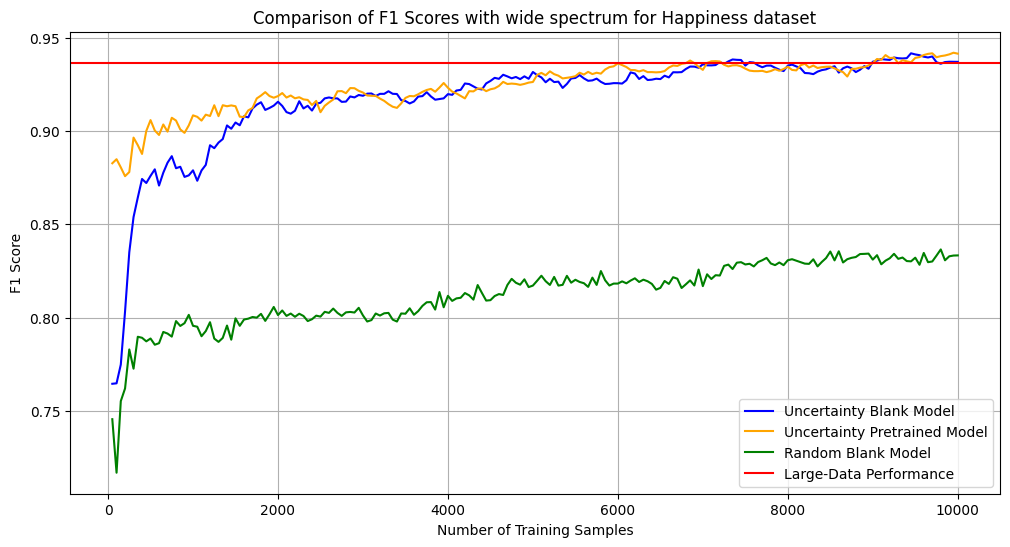 Comparison of F1 Scores with wide spectrum for Happiness dataset
F1 Score
0.95
0.90
0.85
0.80
0.75
0
2000
4000
6000
8000
10000
Number of Training Samples
Uncertainty Blank Model
Uncertainty Pretrained Model
Random Blank Model
Large-Data Performance